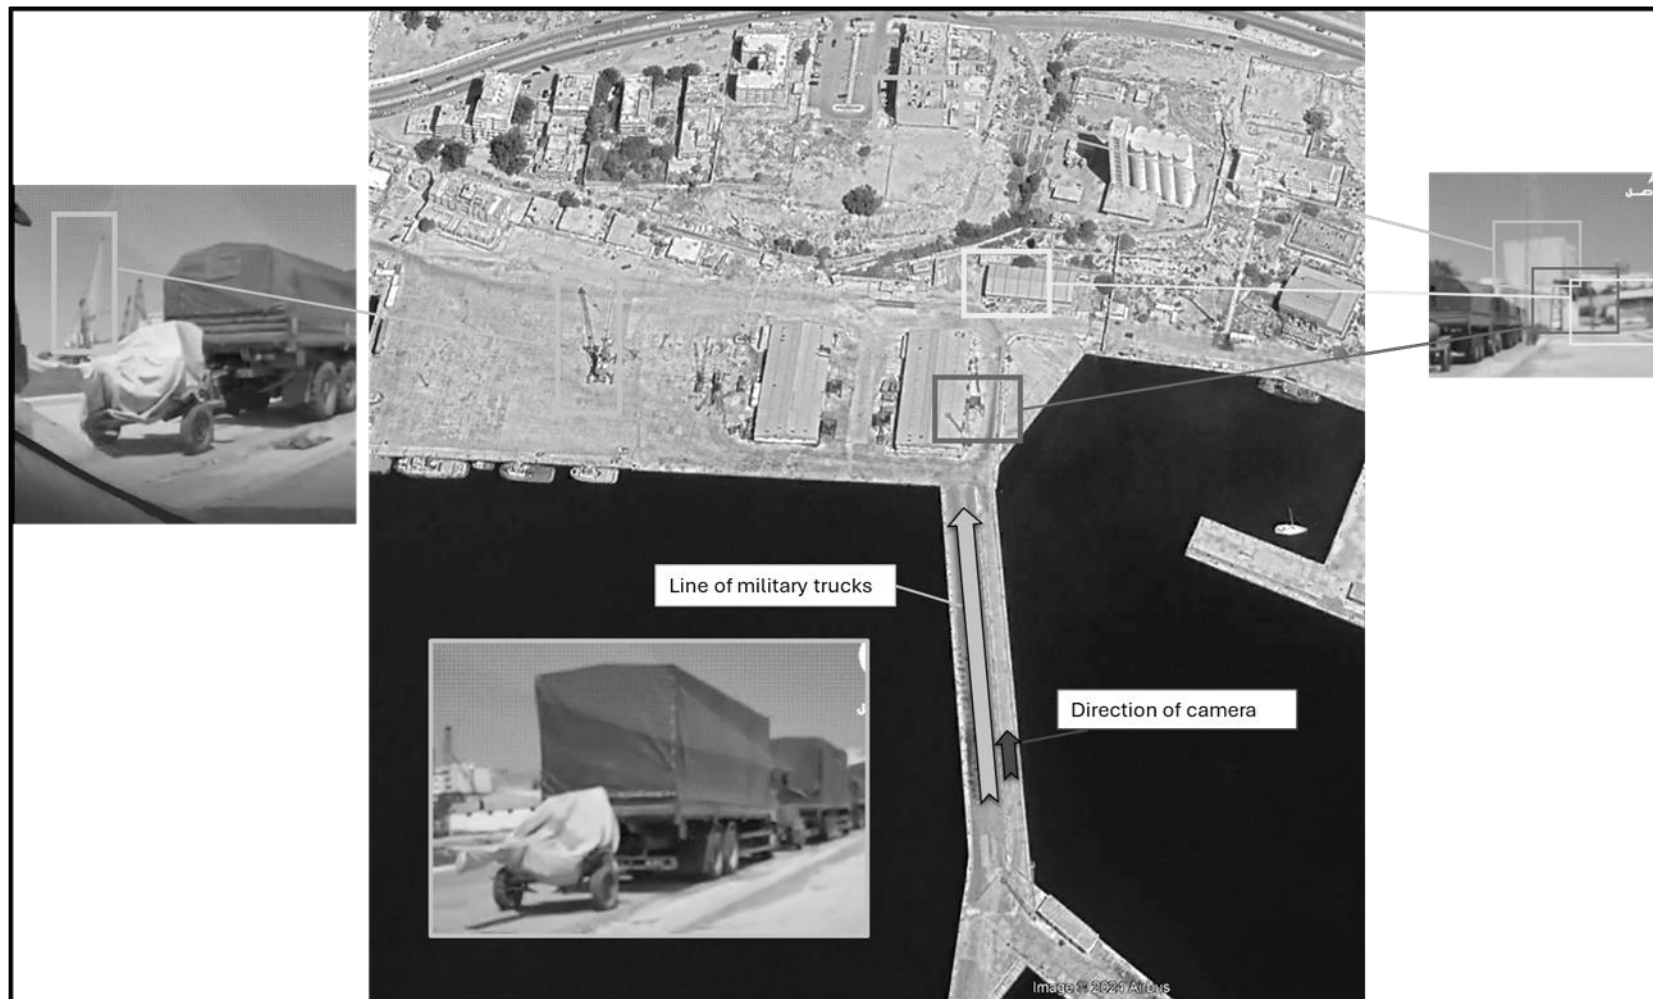 Line of military trucks
Direction of camera
Image © 2024 Airbus